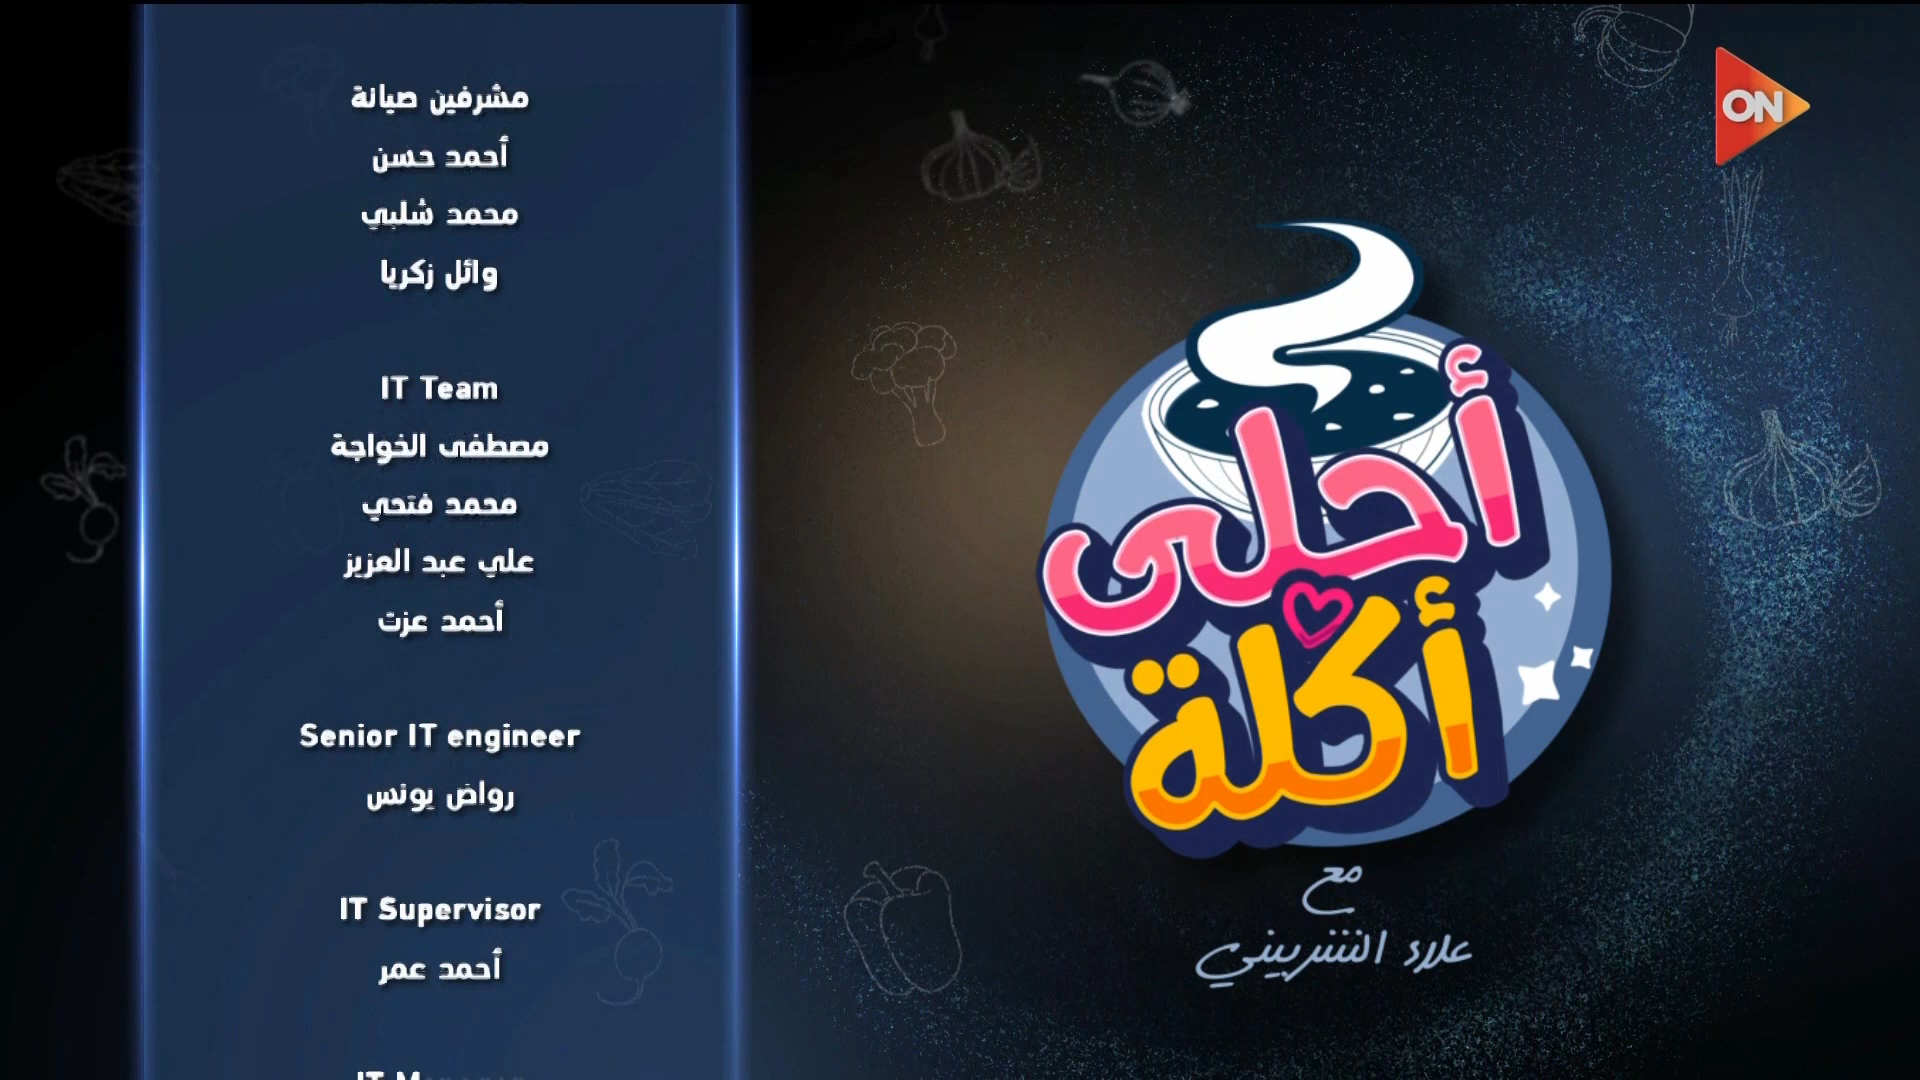 مشرفين صيانة
أحمد حسن
محمد شلبي
وائل زكريا
IT Team
مصطفى الخواجة
محمد فتحي
علي عبد العزيز
أحمد عزت
Senior IT engineer
رواض يونس
IT Supervisor
أحمد عمر
ON
أحلى
أكلة
مع
علاء الشربيني